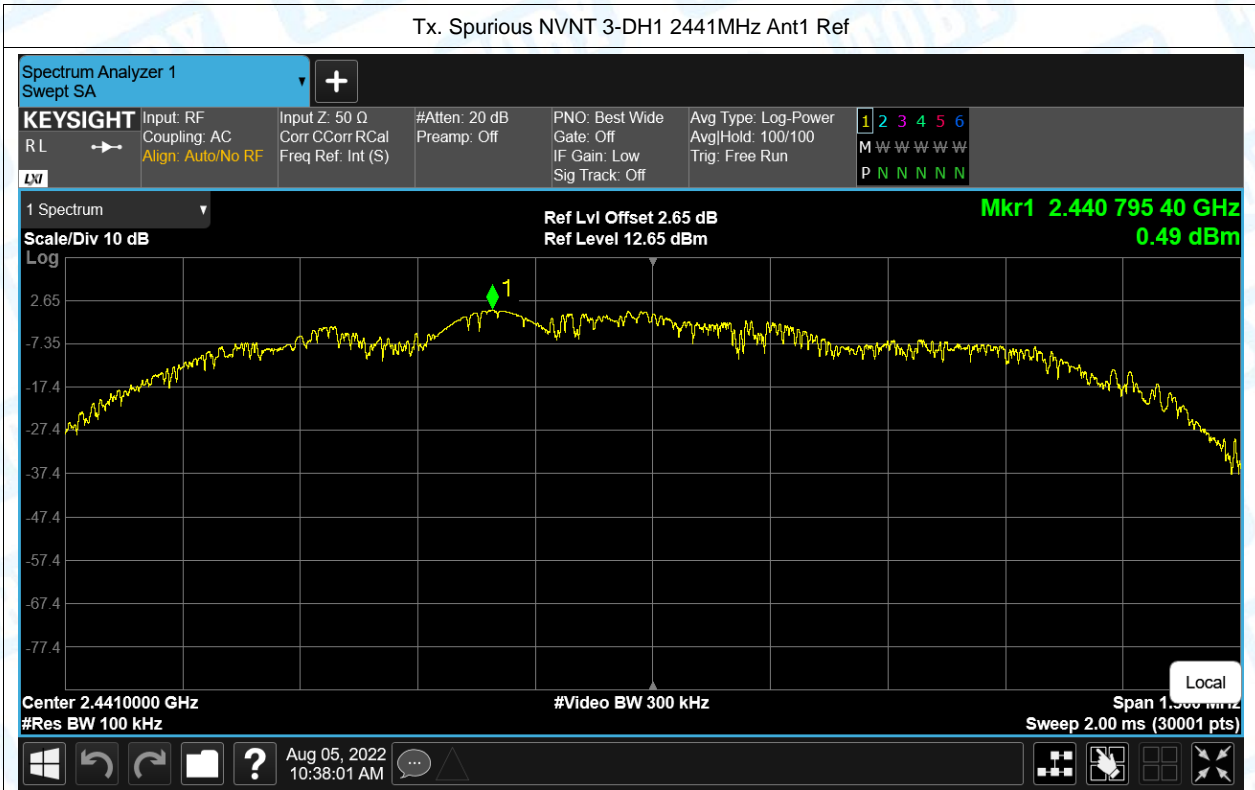 Tx. Spurious NVNT 3-DH1 2441MHz Ant1 Ref
Spectrum Analyzer 1
Swept SA
KEYSIGHT
R L
LXI
Input: RF
Coupling: AC
Align: Auto/No RF
Input Z: 50 Ω
Corr CCorr RCal
Freq Ref: Int (S)
#Atten: 20 dB
Preamp: Off
PNO: Best Wide
Gate: Off
IF Gain: Low
Sig Track: Off
Avg Type: Log-Power
Avg|Hold: 100/100
Trig: Free Run
1 2 3 4 5 6
M W W W W W
P N N N N N
1 Spectrum
Scale/Div 10 dB
Ref Lvl Offset 2.65 dB
Ref Level 12.65 dBm
Mkr1 2.440 795 40 GHz
0.49 dBm
Log
1
2.65
-7.35
-17.4
-27.4
-37.4
-47.4
-57.4
-67.4
-77.4
Local
Center 2.4410000 GHz
#Video BW 300 kHz
Span 1.500 MHz
#Res BW 100 kHz
Sweep 2.00 ms (30001 pts)
?
Aug 05, 2022
10:38:01 AM